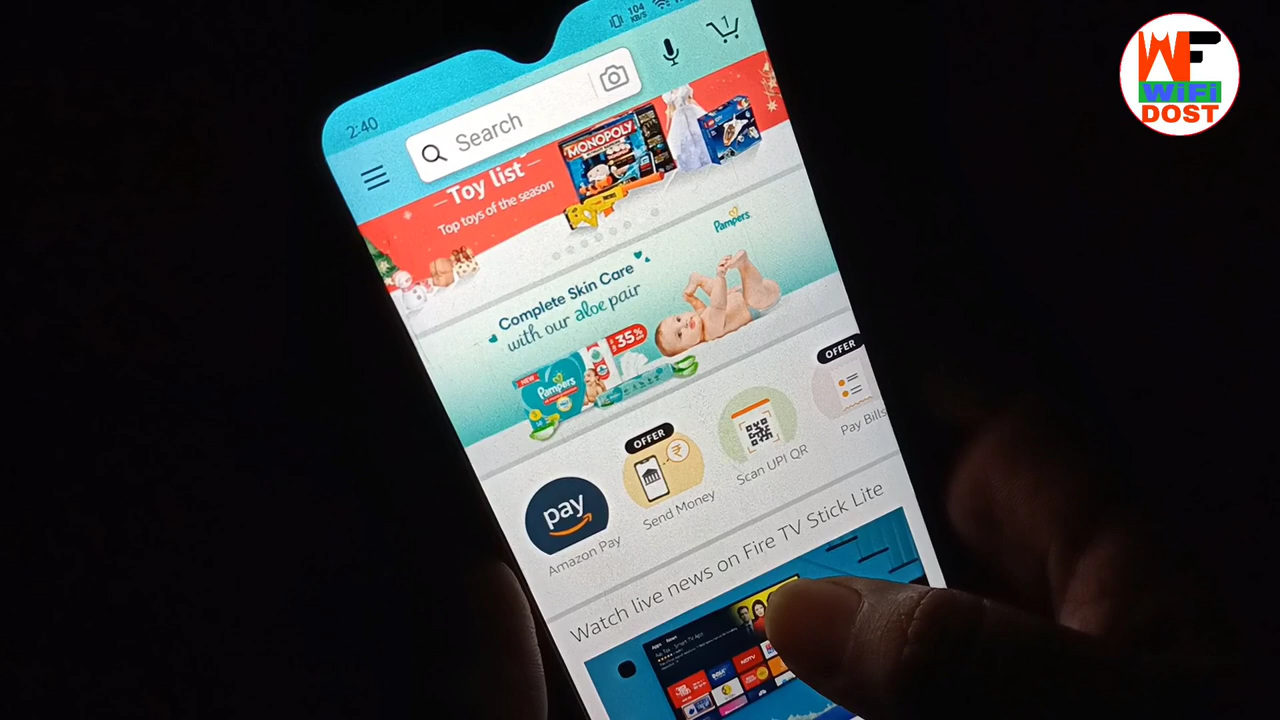 WF
WiFi
DOST
2:40
104
KB/S
1
Search
MONOPOLY
Toy list
Top toys of the season
Pampers
Complete Skin Care
with our aloe pair
35%
NEW
Pampers
OFFER
OFFER
pay
Amazon Pay
Send Money
Scan UPI QR
Pay Bills
Watch live news on Fire TV Stick Lite
NDTV